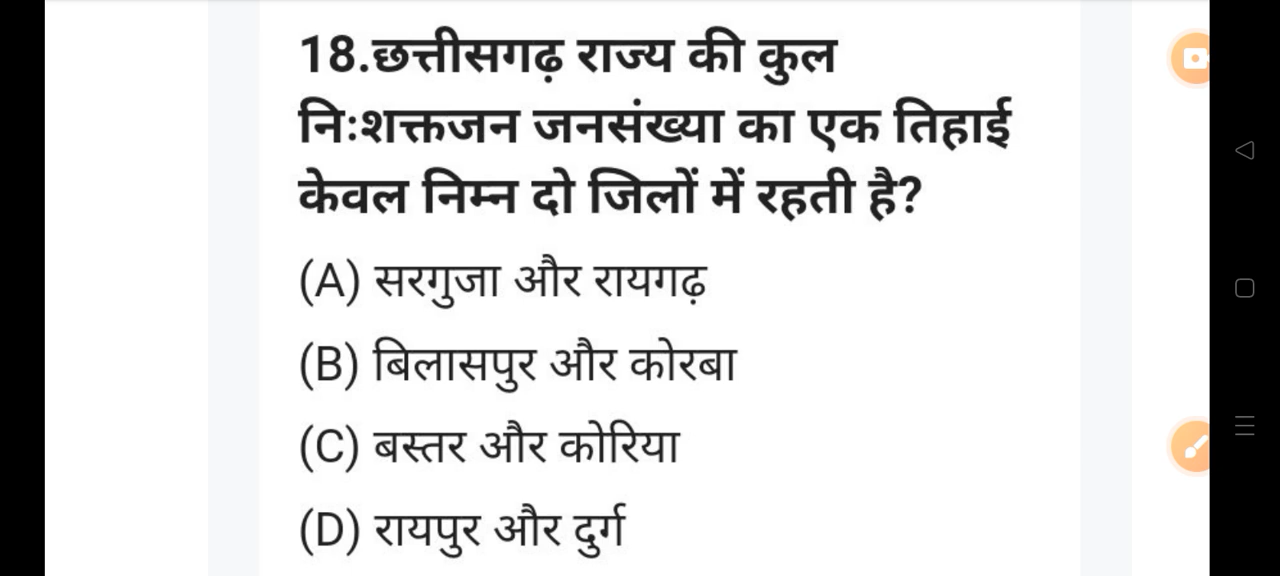 18.छत्तीसगढ़ राज्य की कुल
निःशक्तजन जनसंख्या का एक तिहाई
केवल निम्न दो जिलों में रहती है?
(A) सरगुजा और रायगढ़
(B) बिलासपुर और कोरबा
(C) बस्तर और कोरिया
(D) रायपुर और दुर्ग